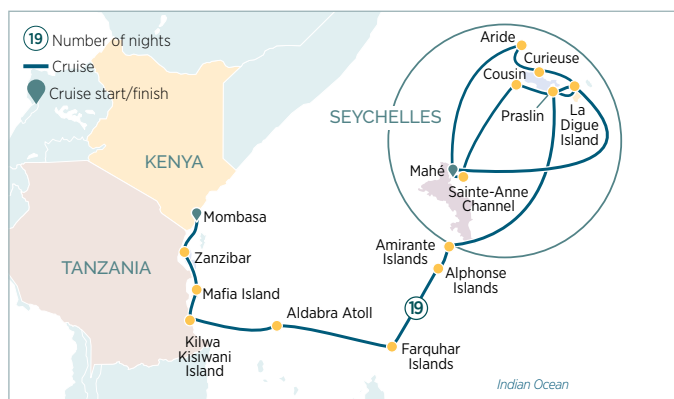 19 Number of nights
Cruise
Cruise start/finish
Aride
Curieuse
Cousin
SEYCHELLES
Praslin
La
Digue
Island
KENYA
Mahé
Sainte-Anne
Channel
Mombasa
Amirante
Islands
Zanzibar
TANZANIA
Alphonse
Islands
Mafia Island
Aldabra Atoll
19
Kilwa
Kisiwani
Island
Farquhar
Islands
Indian Ocean